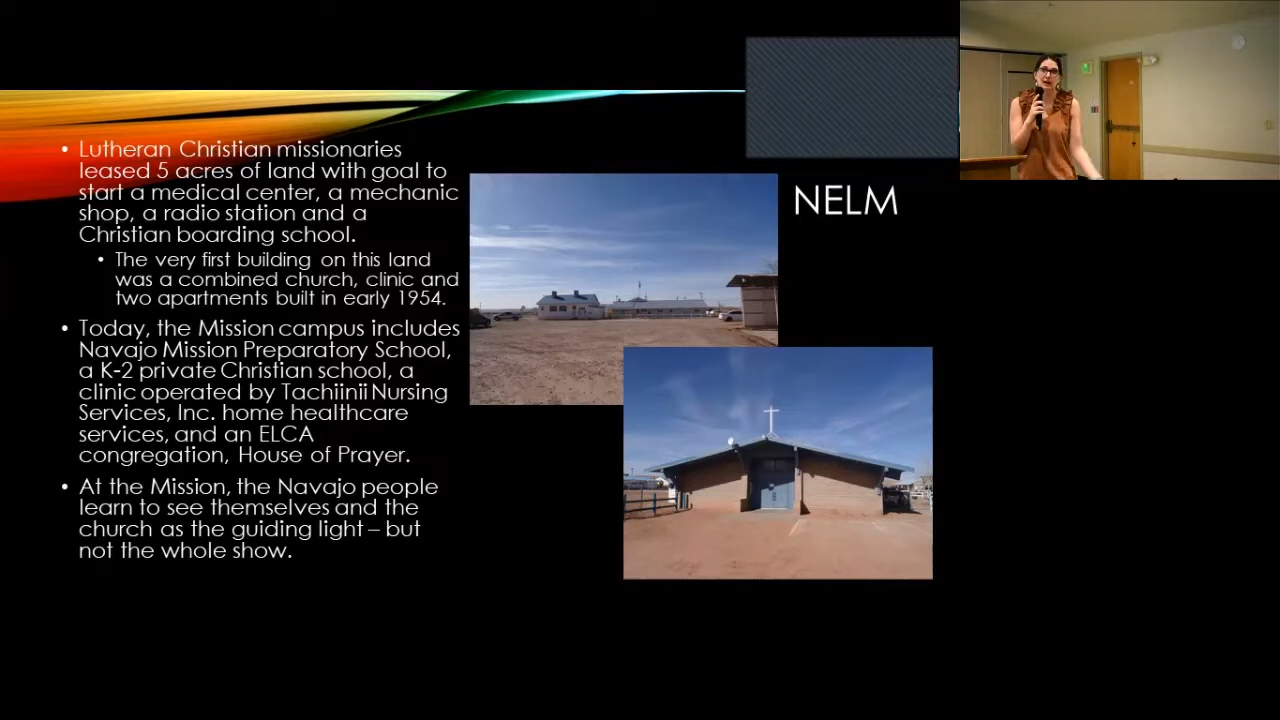 • Lutheran Christian missionaries
leased 5 acres of land with goal to
start a medical center, a mechanic
shop, a radio station and a
Christian boarding school.
• The very first building on this land
was a combined church, clinic and
two apartments built in early 1954.
• Today, the Mission campus includes
Navajo Mission Preparatory School,
a K-2 private Christian school, a
clinic operated by Tachiinii Nursing
Services, Inc. home healthcare
services, and an ELCA
congregation, House of Prayer.
• At the Mission, the Navajo people
learn to see themselves and the
church as the guiding light – but
not the whole show.
NELM